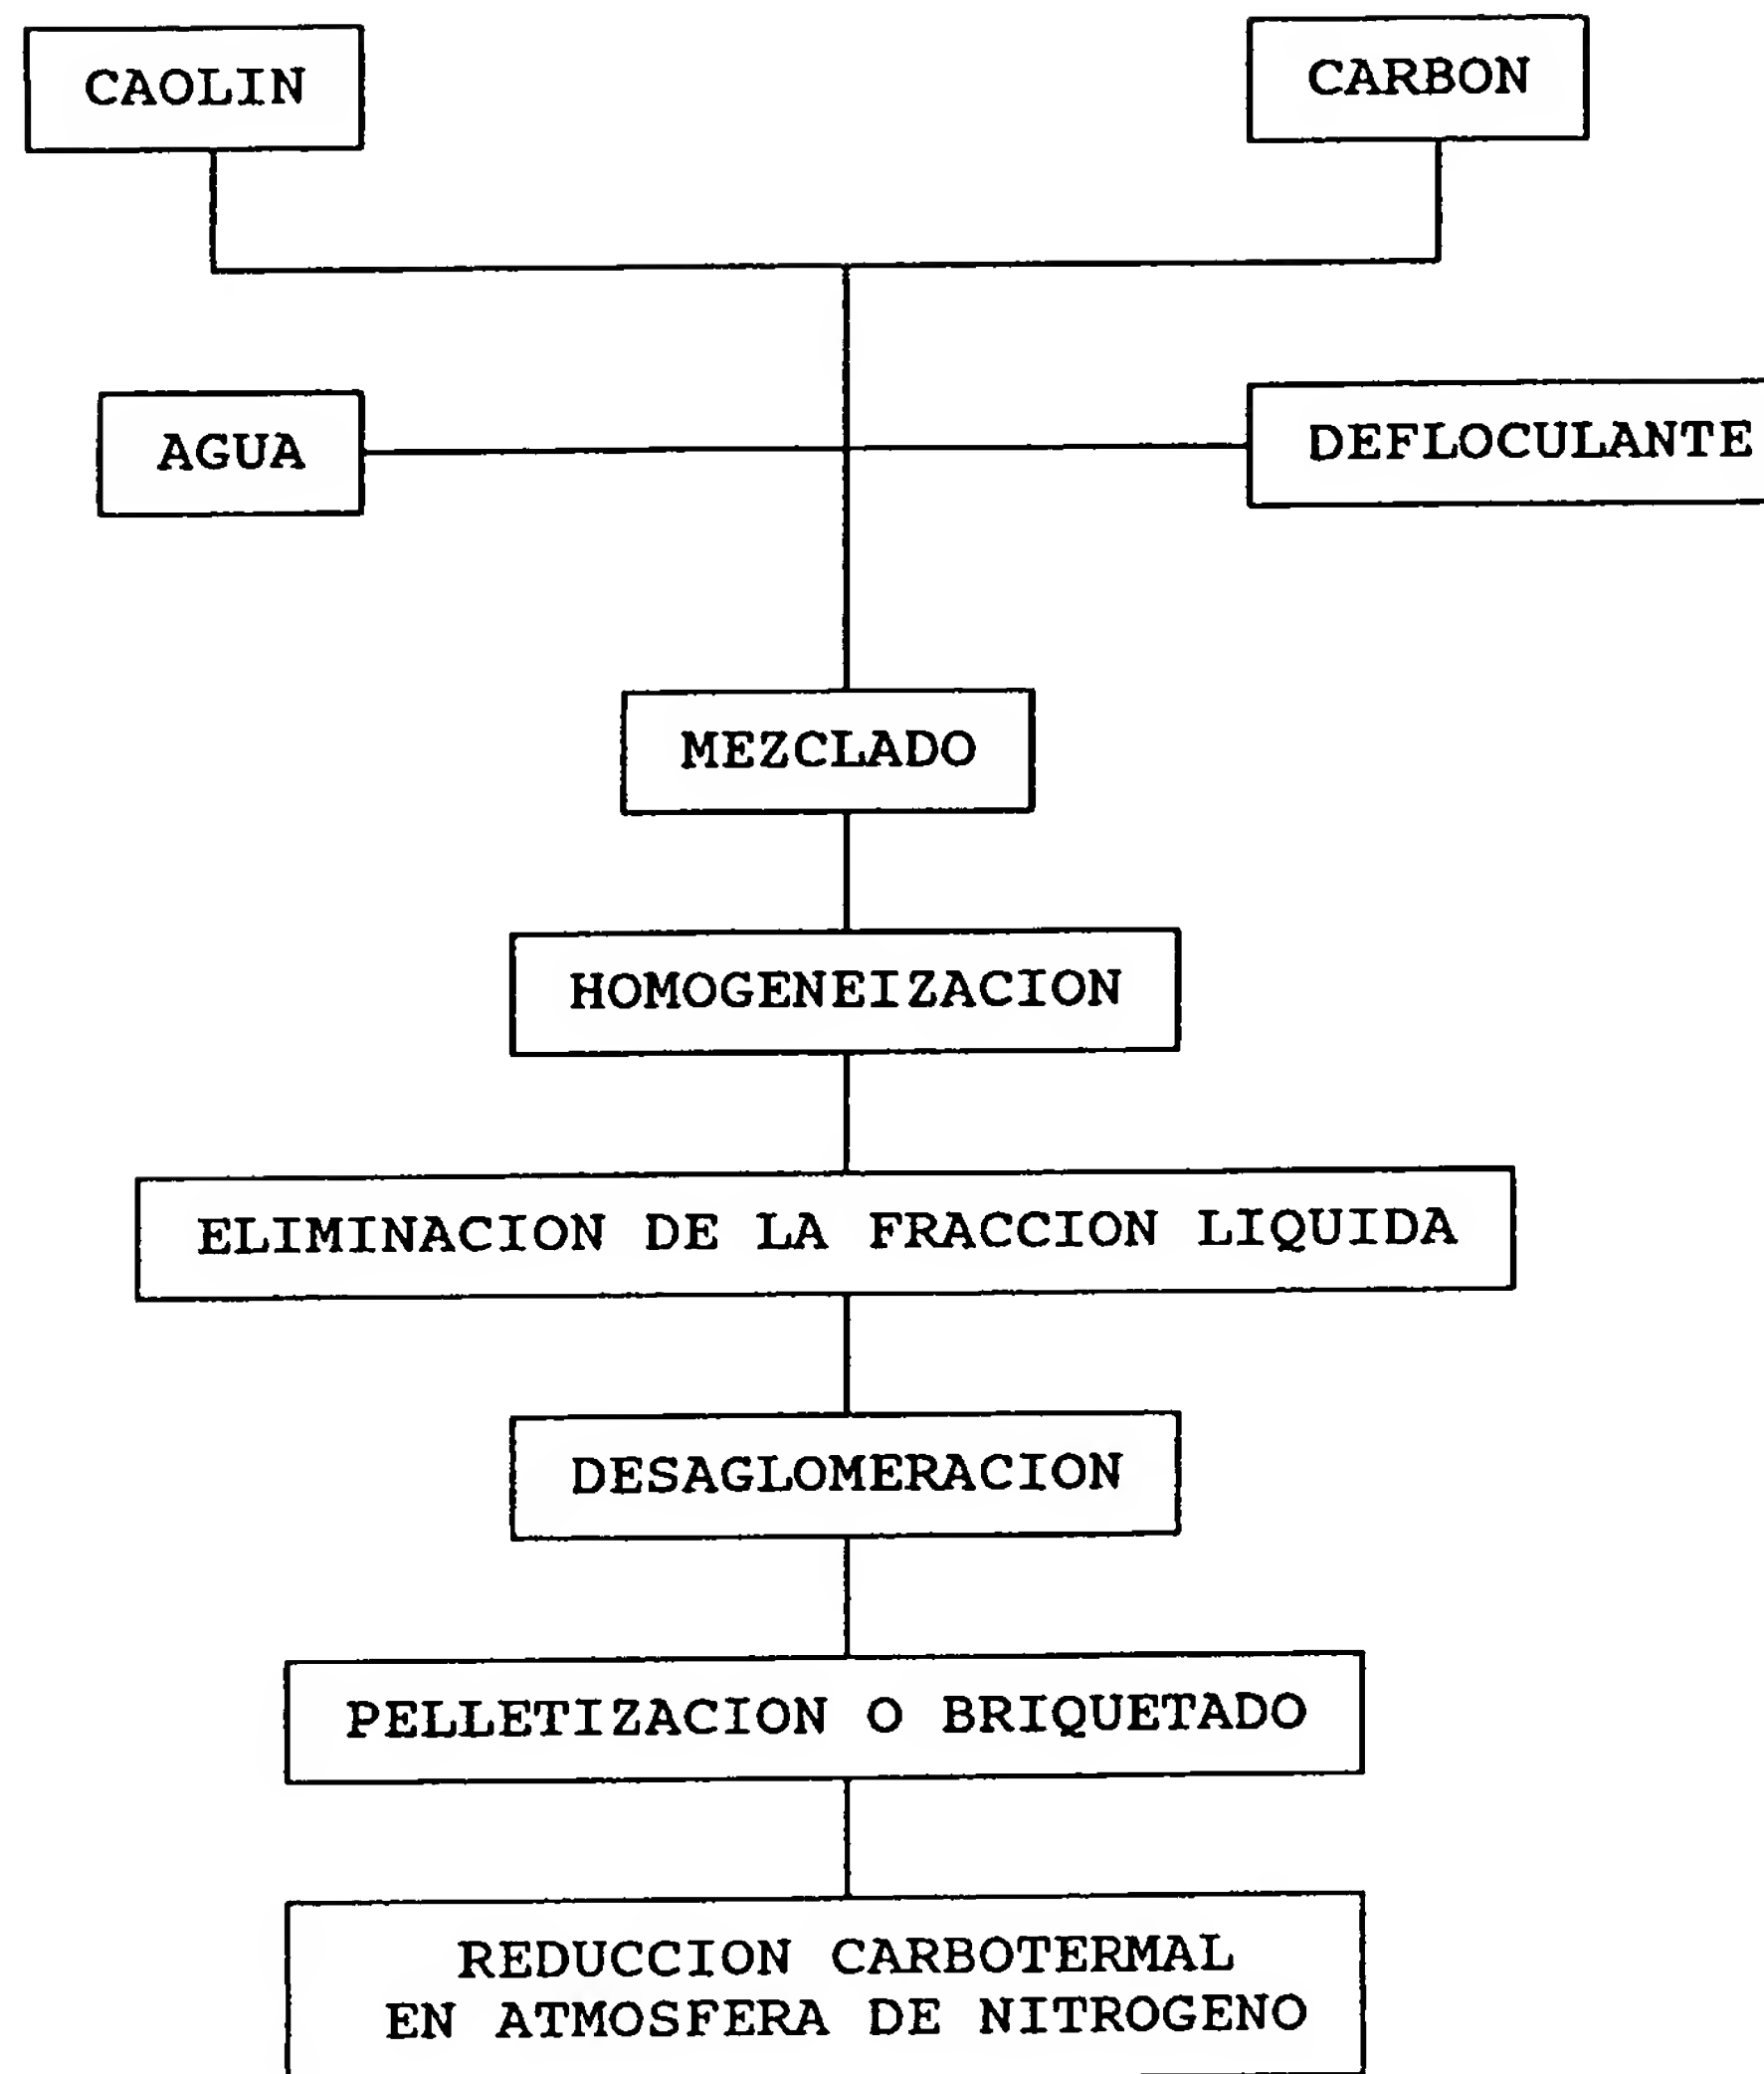 CAOLIN
CARBON
AGUA
DEFLOCULANTE
MEZCLADO
HOMOGENEIZACION
ELIMINACION DE LA FRACCION LIQUIDA
DESAGLOMERACION
PELLETIZACION O BRIQUETADO
REDUCCION CARBOTERMAL
EN ATMOSFERA DE NITROGENO